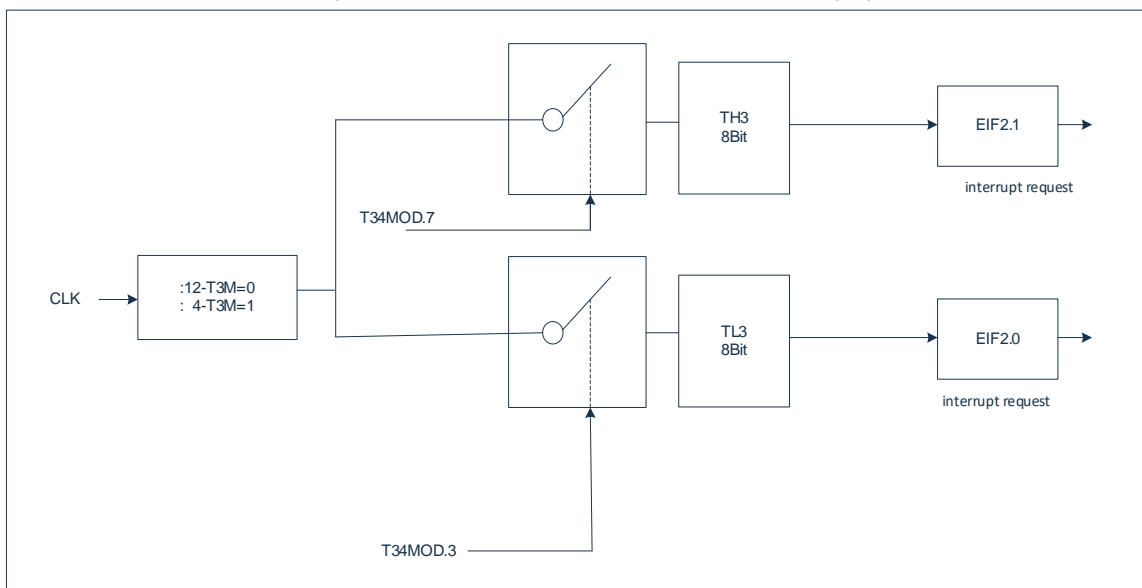 TH3
8Bit
EIF2.1
interrupt request
T34MOD.7
CLK
:12-T3M=0
: 4-T3M=1
TL3
8Bit
EIF2.0
interrupt request
T34MOD.3